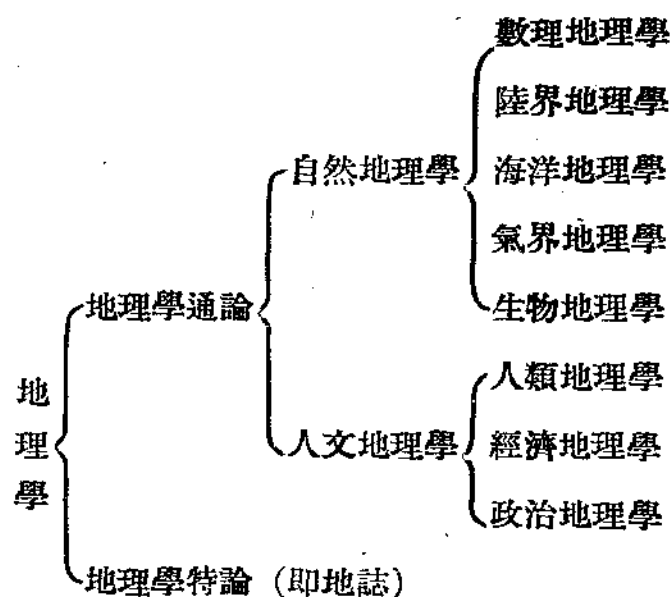 數理地理學
陸界地理學
自然地理學
海洋地理學
氣界地理學
地理學通論
生物地理學
人類地理學
地理學
人文地理學
經濟地理學
政治地理學
地理學特論（即地誌）